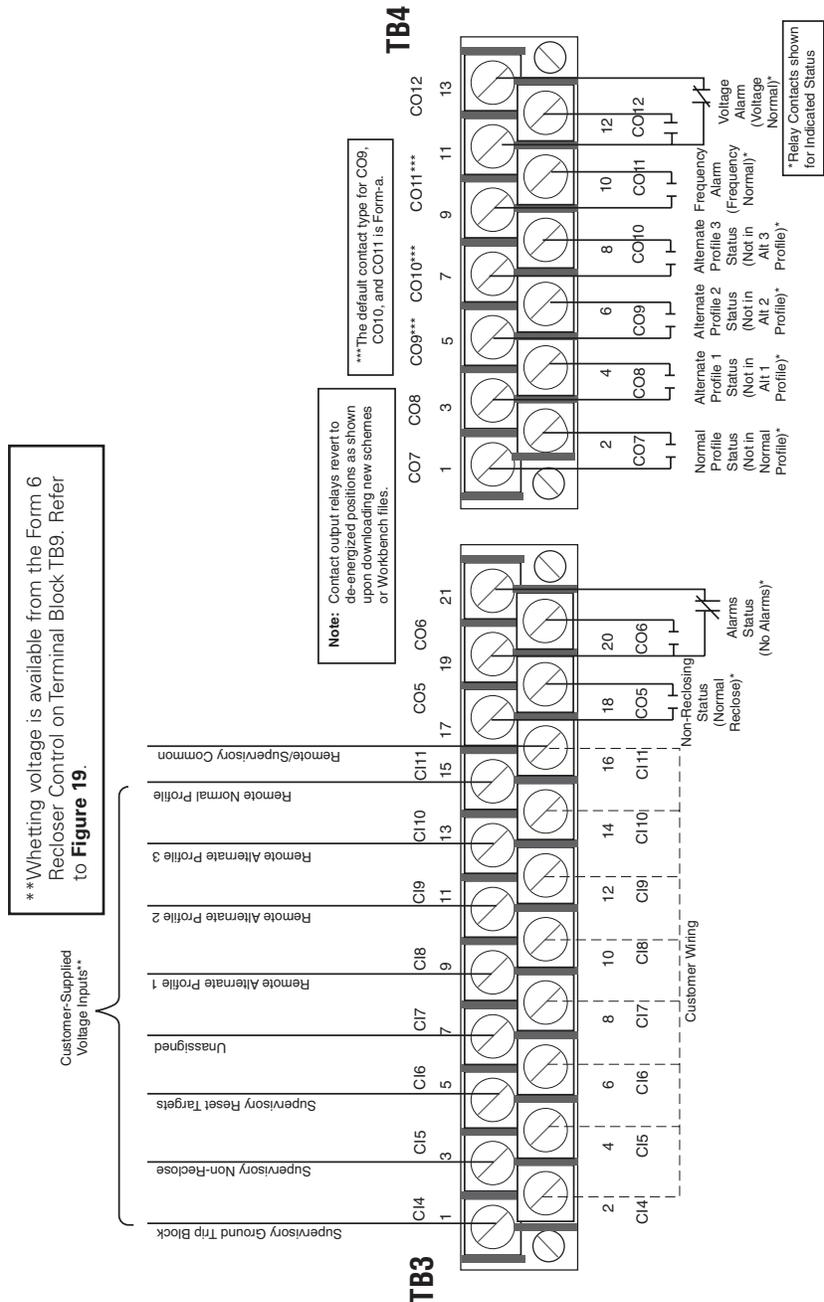 **Whetting voltage is available from the Form 6
Recloser Control on Terminal Block TB9. Refer
to Figure 19.
Customer-Supplied
Voltage Inputs**
Supervisory Ground Trip Block
Supervisory Non-Reclose
Supervisory Reset Targets
Unassigned
Remote Alternate Profile 1
Remote Alternate Profile 2
Remote Alternate Profile 3
Remote Normal Profile
Remote/Supervisory Common
Note: Contact output relays revert to
de-energized positions as shown
upon downloading new schemes
or Workbench files.
***The default contact type for CO9,
CO10, and CO11 is Form-a.
TB3
CI4 CI5 CI6 CI7 CI8 CI9 CI10 CI11 CO5 CO6
1 3 5 7 9 11 13 15 17 19 21
2 4 6 8 10 12 14 16 18 20
CI4 CI5 CI6 CI7 CI8 CI9 CI10 CI11 CO5 CO6
Customer Wiring
Non-Reclosing
Status
(Normal
Reclose)*
Alarms
Status
(No Alarms)*
TB4
CO7 CO8 CO9*** CO10*** CO11*** CO12
1 3 5 7 9 11 13
2 4 6 8 10 12
CO7 CO8 CO9 CO10 CO11 CO12
Normal
Profile
Status
(Not in
Normal
Profile)*
Alternate
Profile 1
Status
(Not in
Alt 1
Profile)*
Alternate
Profile 2
Status
(Not in
Alt 2
Profile)*
Alternate
Profile 3
Status
(Not in
Alt 3
Profile)*
Frequency
Alarm
(Frequency
Normal)*
Voltage
Alarm
(Voltage
Normal)*
*Relay Contacts shown
for Indicated Status